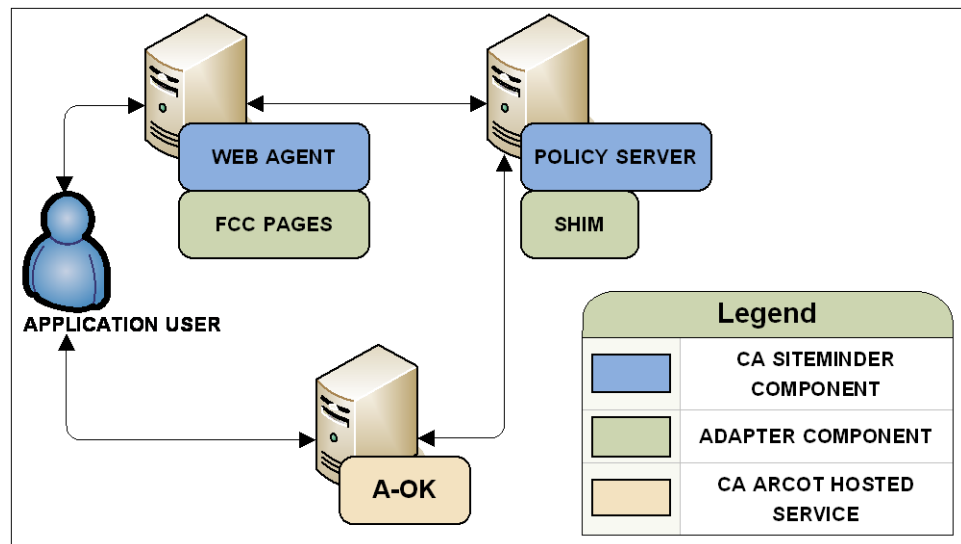 WEB AGENT
FCC PAGES
POLICY SERVER
SHIM
APPLICATION USER
A-OK
Legend
CA SITEMINDER
COMPONENT
ADAPTER COMPONENT
CA ARCOT HOSTED
SERVICE